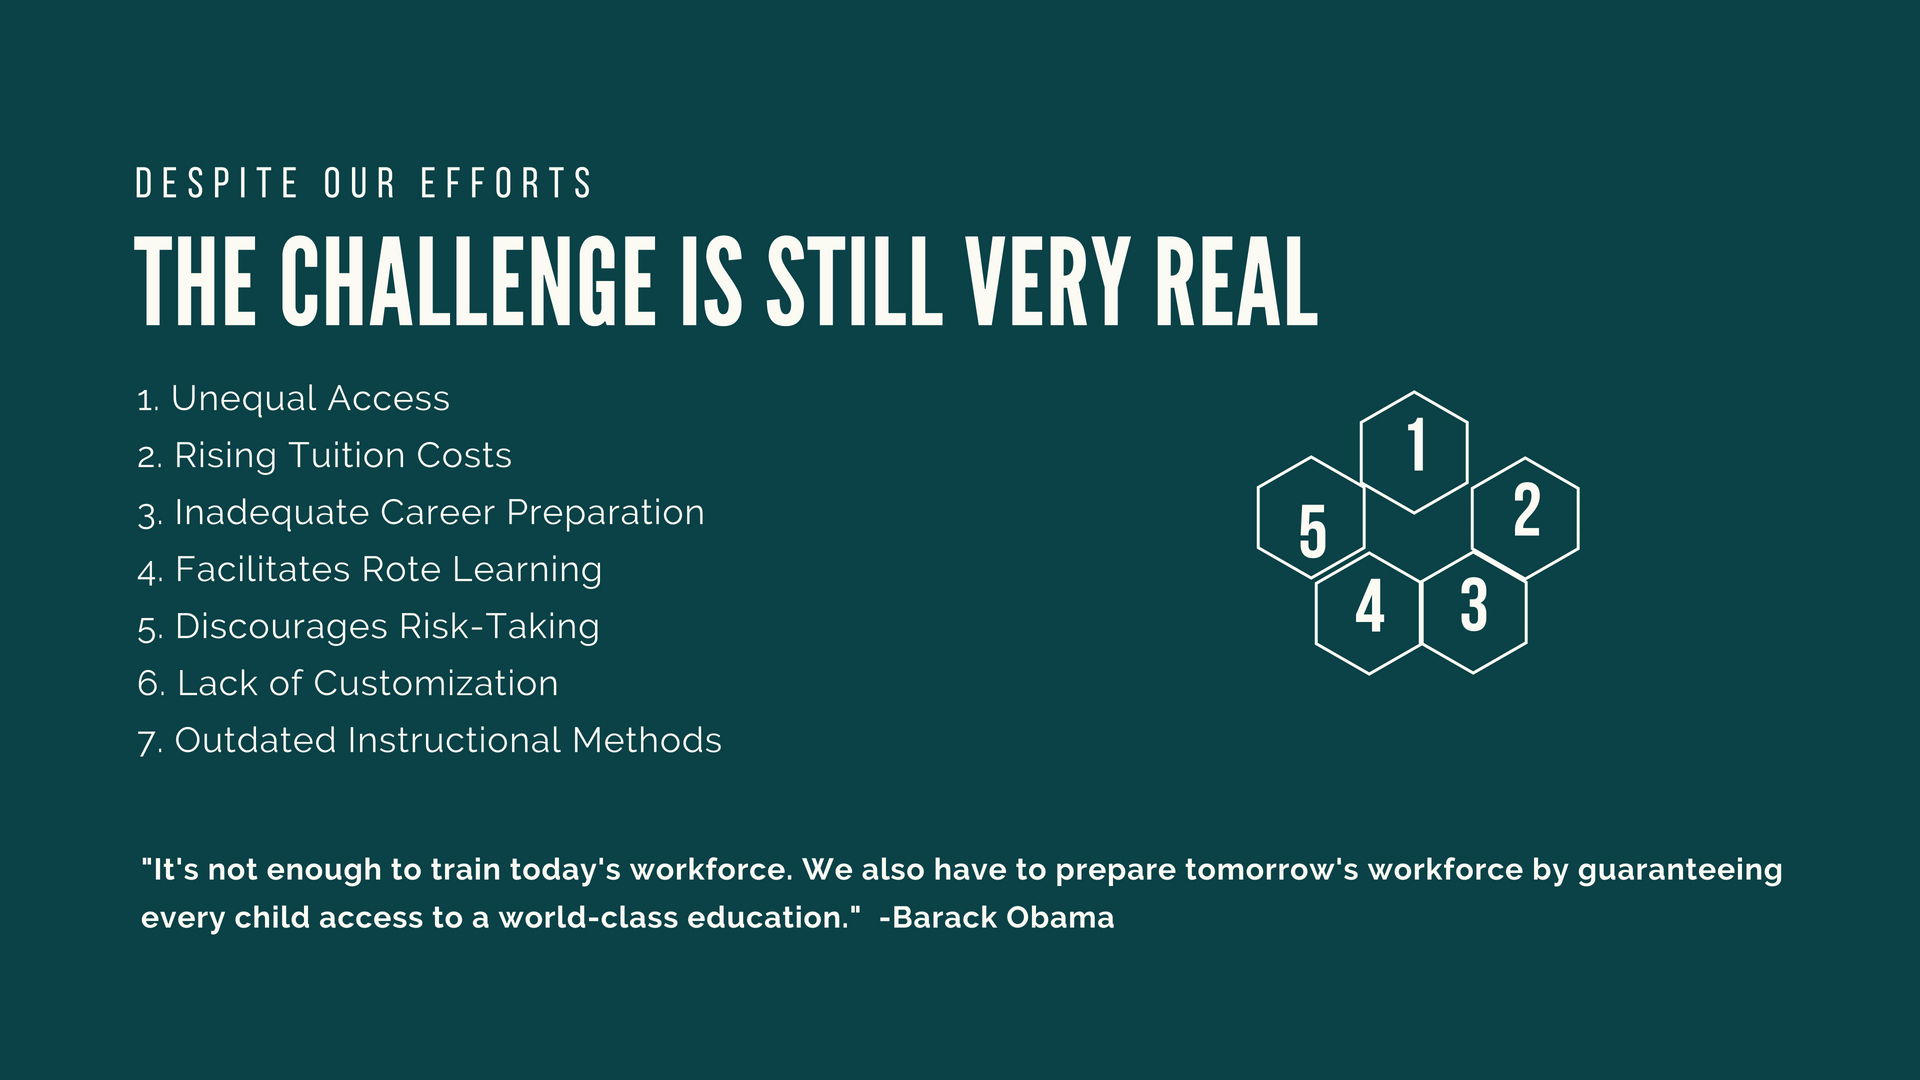 DESPITE OUR EFFORTS
THE CHALLENGE IS STILL VERY REAL
1. Unequal Access
2. Rising Tuition Costs
3. Inadequate Career Preparation
4. Facilitates Rote Learning
5. Discourages Risk-Taking
6. Lack of Customization
7. Outdated Instructional Methods
1
2
3
4
5
"It's not enough to train today's workforce. We also have to prepare tomorrow's workforce by guaranteeing
every child access to a world-class education."  -Barack Obama